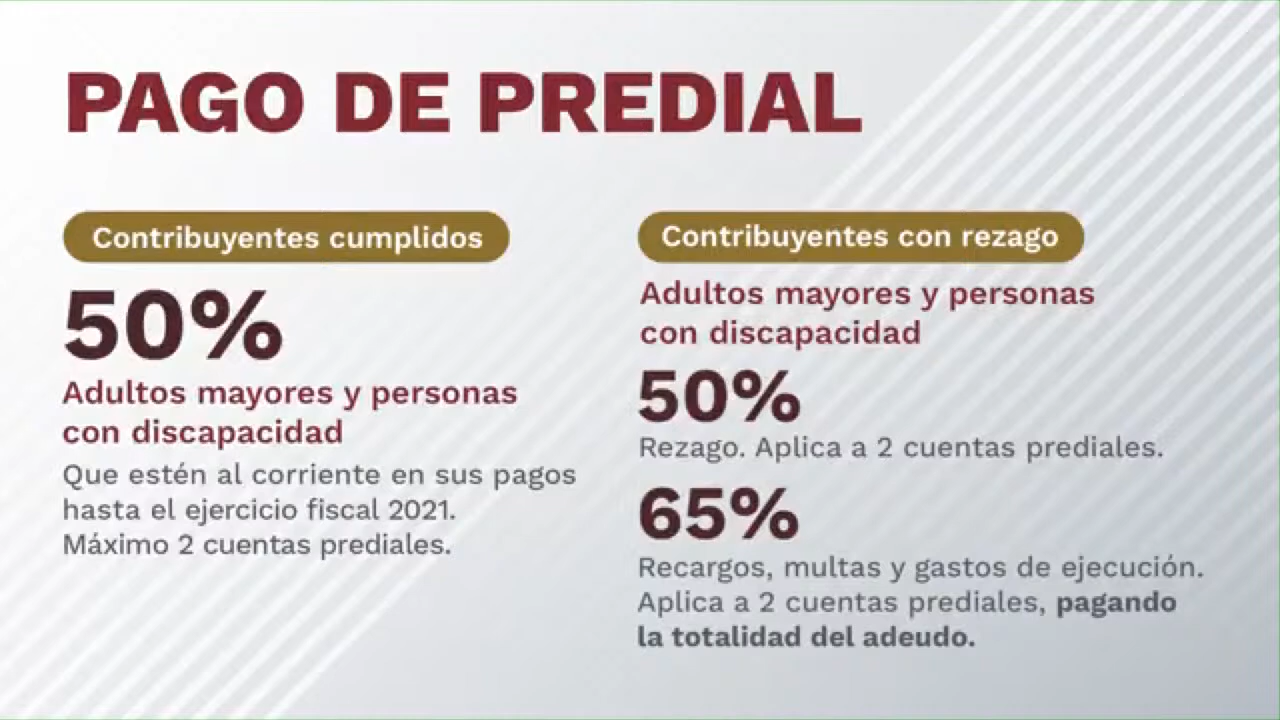 PAGO DE PREDIAL
Contribuyentes cumplidos
50%
Adultos mayores y personas
con discapacidad
Que estén al corriente en sus pagos
hasta el ejercicio fiscal 2021.
Máximo 2 cuentas prediales.
Contribuyentes con rezago
Adultos mayores y personas
con discapacidad
50%
Rezago. Aplica a 2 cuentas prediales.
65%
Recargos, multas y gastos de ejecución.
Aplica a 2 cuentas prediales, pagando
la totalidad del adeudo.